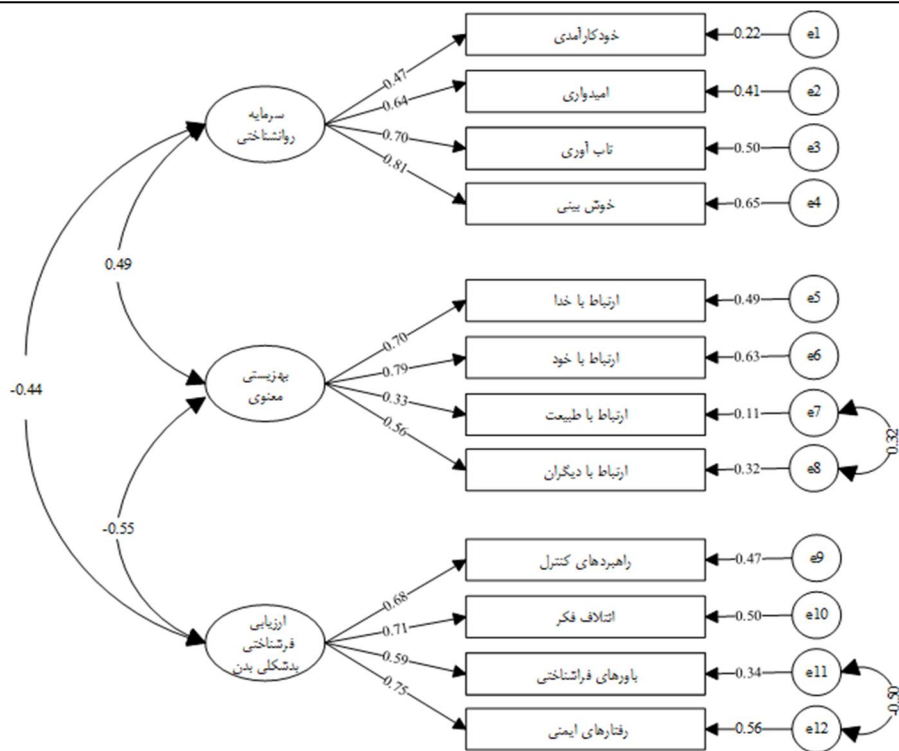 خودکارآمدی
0.22
e1
0.47
امیدواری
0.41
e2
0.64
سرمایه
روانشناختی
تاب آوری
0.50
e3
0.70
خوش بینی
0.65
e4
0.81
0.49
ارتباط با خدا
0.49
e5
0.70
ارتباط با خود
0.63
e6
0.79
بهزیستی
معنوی
ارتباط با طبیعت
0.11
e7
0.33
ارتباط با دیگران
0.32
e8
0.56
0.32
-0.44
-0.55
راهبردهای کنترل
0.47
e9
0.68
ائتلاف فکر
0.50
e10
0.71
ارزیابی
فرشناختی
بدشکلی بدن
باورهای فراشناختی
0.34
e11
0.59
رفتارهای ایمنی
0.56
e12
0.75
-0.50